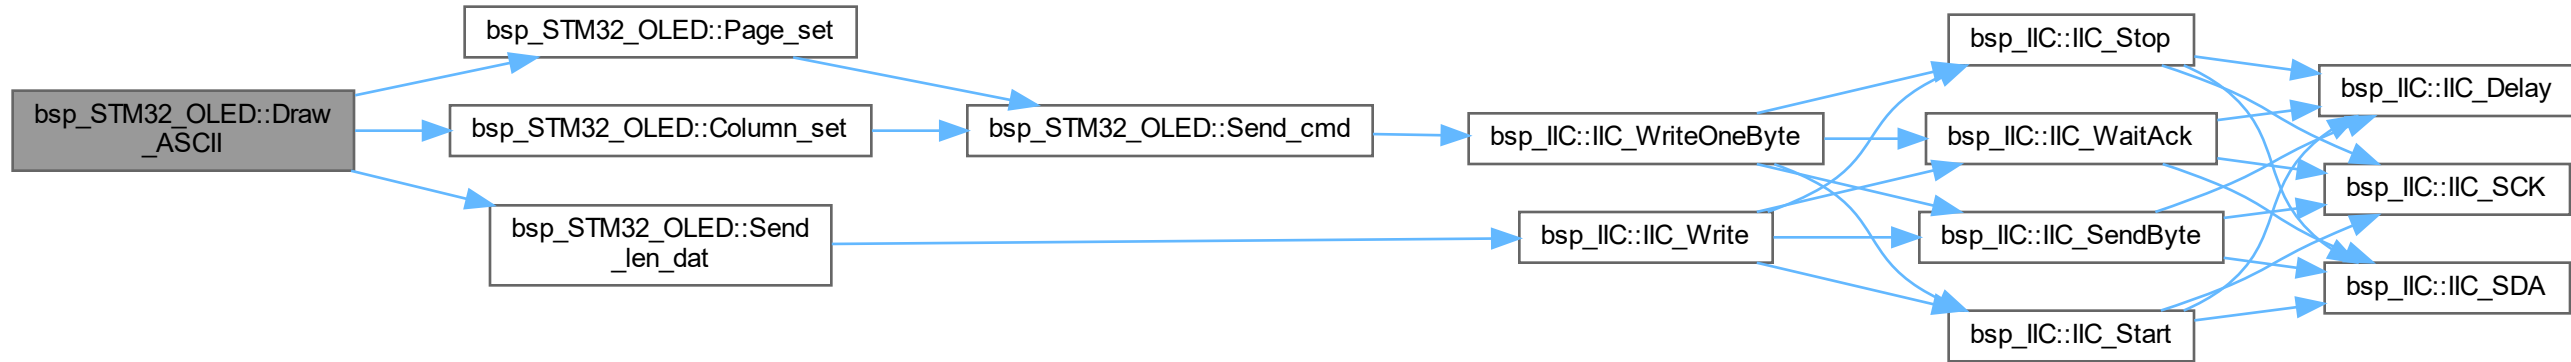 bsp_STM32_OLED::Draw
_ASCII
bsp_STM32_OLED::Page_set
bsp_STM32_OLED::Column_set
bsp_STM32_OLED::Send
_len_dat
bsp_STM32_OLED::Send_cmd
bsp_IIC::IIC_WriteOneByte
bsp_IIC::IIC_Write
bsp_IIC::IIC_Stop
bsp_IIC::IIC_WaitAck
bsp_IIC::IIC_SendByte
bsp_IIC::IIC_Start
bsp_IIC::IIC_Delay
bsp_IIC::IIC_SCK
bsp_IIC::IIC_SDA